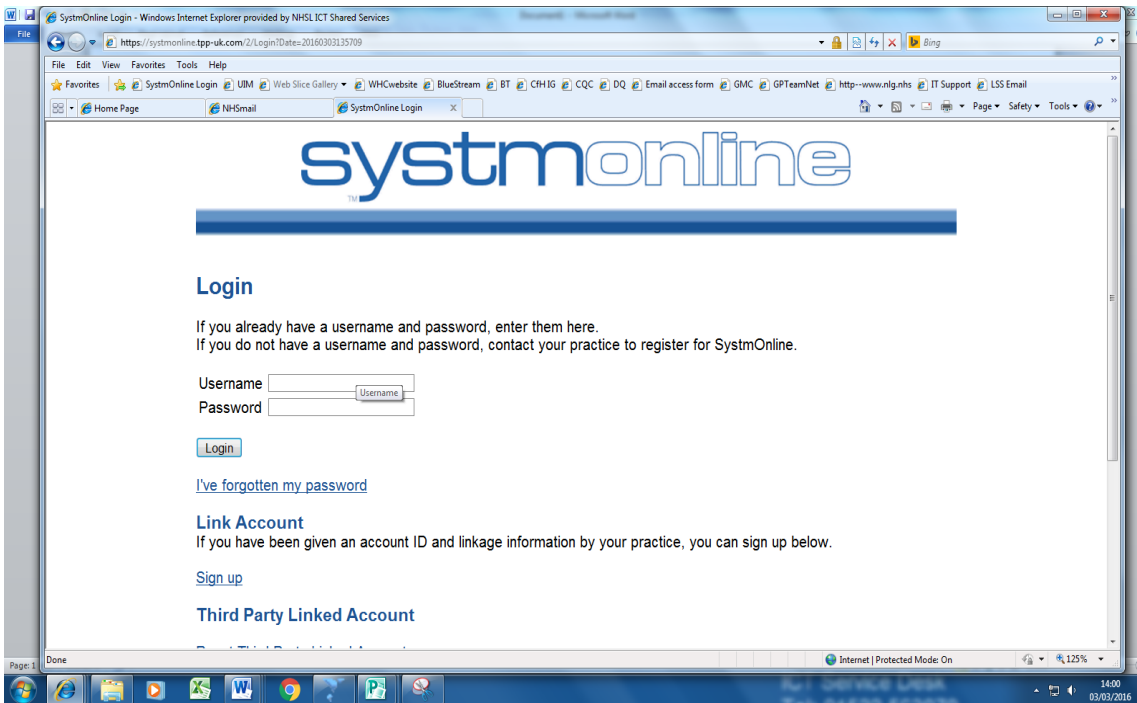 Document1 - Microsoft Word
File
SystmOnline Login - Windows Internet Explorer provided by NHSL ICT Shared Services
https://systmonline.tpp-uk.com/2/Login?Date=20160303135709
Bing
File Edit View Favorites Tools Help
Favorites SystmOnline Login UIM Web Slice Gallery WHCwebsite BlueStream BT CfH IG CQC DQ Email access form GMC GPTeamNet http--www.nlg.nhs IT Support LSS Email
Home Page NHSmail SystmOnline Login X Page Safety Tools
systmonline
TM
Login
If you already have a username and password, enter them here.
If you do not have a username and password, contact your practice to register for SystmOnline.
Username
Username
Password
Login
I've forgotten my password
Link Account
If you have been given an account ID and linkage information by your practice, you can sign up below.
Sign up
Third Party Linked Account
Page: 1
Done Internet | Protected Mode: On 125%
ICT Service Desk
14:00
03/03/2016